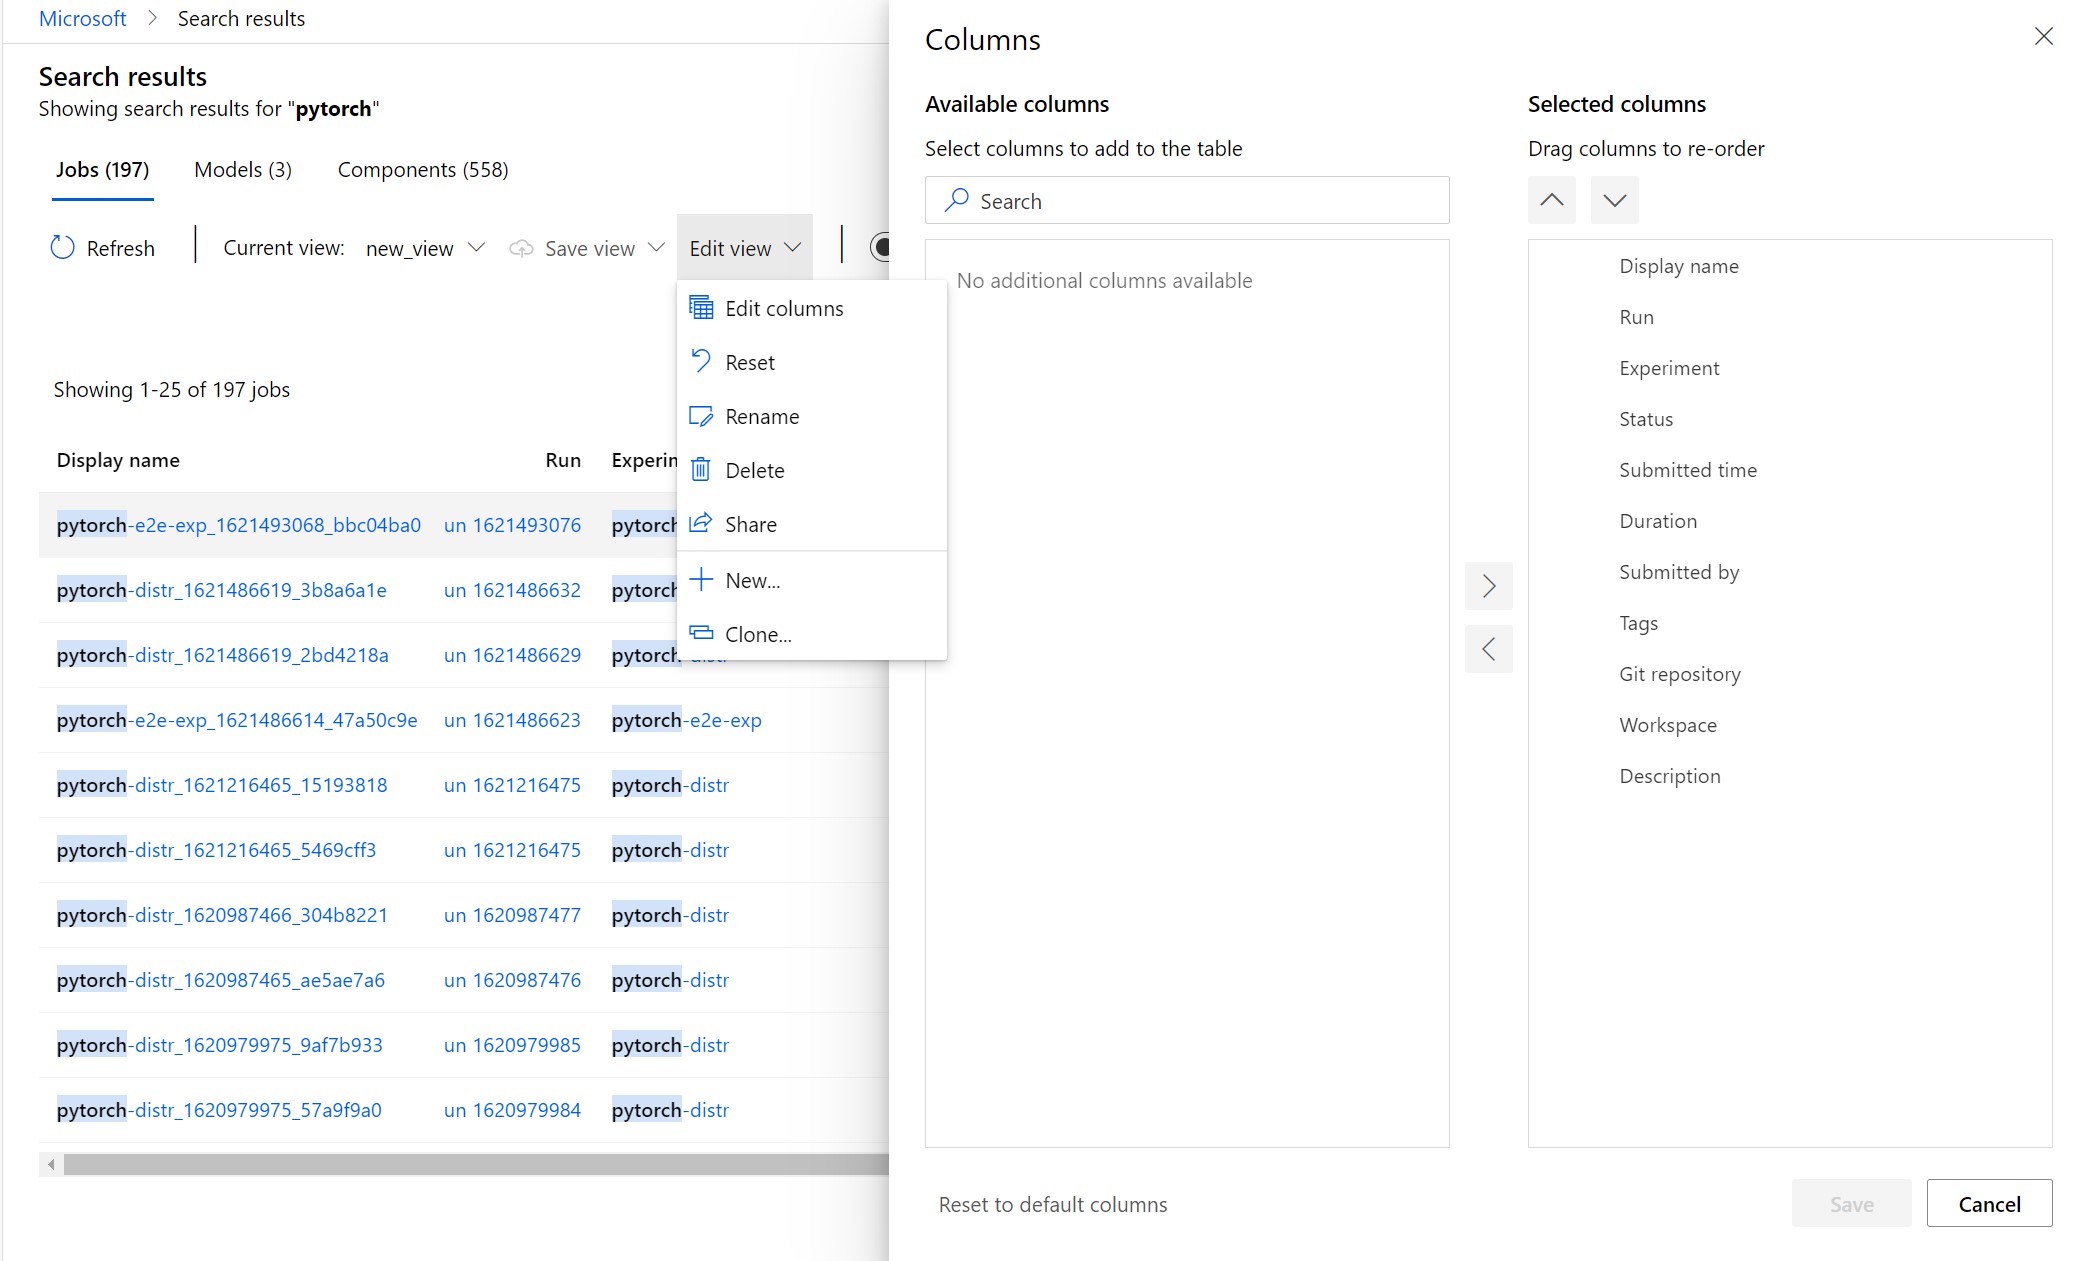 Microsoft > Search results
Search results
Showing search results for "pytorch"
Jobs (197) Models (3) Components (558)
Refresh Current view: new_view Save view Edit view
Edit columns
Reset
Rename
Delete
Share
New...
Clone...
Showing 1-25 of 197 jobs
Display name Run Experin
pytorch-e2e-exp_1621493068_bbc04ba0 un 1621493076 pytorch
pytorch-distr_1621486619_3b8a6a1e un 1621486632 pytorch
pytorch-distr_1621486619_2bd4218a un 1621486629 pytorch-distr
pytorch-e2e-exp_1621486614_47a50c9e un 1621486623 pytorch-e2e-exp
pytorch-distr_1621216465_15193818 un 1621216475 pytorch-distr
pytorch-distr_1621216465_5469cff3 un 1621216475 pytorch-distr
pytorch-distr_1620987466_304b8221 un 1620987477 pytorch-distr
pytorch-distr_1620987465_ae5ae7a6 un 1620987476 pytorch-distr
pytorch-distr_1620979975_9af7b933 un 1620979985 pytorch-distr
pytorch-distr_1620979975_57a9f9a0 un 1620979984 pytorch-distr
Columns
Available columns
Select columns to add to the table
Search
No additional columns available
Selected columns
Drag columns to re-order
Display name
Run
Experiment
Status
Submitted time
Duration
Submitted by
Tags
Git repository
Workspace
Description
Reset to default columns
Save Cancel